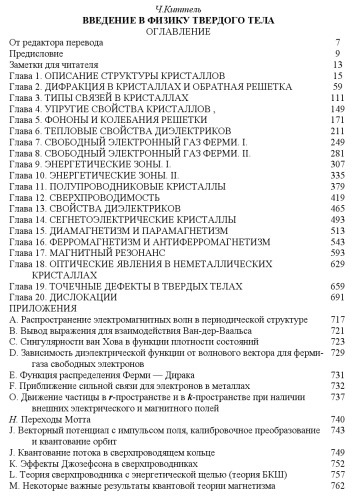 Ч.Киттель
ВВЕДЕНИЕ В ФИЗИКУ ТВЕРДОГО ТЕЛА
ОГЛАВЛЕНИЕ
От редактора перевода 7
Предисловие 9
Заметки для читателя 13
Глава 1. ОПИСАНИЕ СТРУКТУРЫ КРИСТАЛЛОВ 15
Глава 2. ДИФРАКЦИЯ В КРИСТАЛЛАХ И ОБРАТНАЯ РЕШЕТКА 59
Глава 3. ТИПЫ СВЯЗЕЙ В КРИСТАЛЛАХ 111
Глава 4. УПРУГИЕ СВОЙСТВА КРИСТАЛЛОВ , 149
Глава 5. ФОНОНЫ И КОЛЕБАНИЯ РЕШЕТКИ 171
Глава 6. ТЕПЛОВЫЕ СВОЙСТВА ДИЭЛЕКТРИКОВ 211
Глава 7. СВОБОДНЫЙ ЭЛЕКТРОННЫЙ ГАЗ ФЕРМИ. I. 249
Глава 8. СВОБОДНЫЙ ЭЛЕКТРОННЫЙ ГАЗ ФЕРМИ. II. 281
Глава 9. ЭНЕРГЕТИЧЕСКИЕ ЗОНЫ. I. 307
Глава 10. ЭНЕРГЕТИЧЕСКИЕ ЗОНЫ. II. 335
Глава 11. ПОЛУПРОВОДНИКОВЫЕ КРИСТАЛЛЫ 379
Глава 12. СВЕРХПРОВОДИМОСТЬ 419
Глава 13. СВОЙСТВА ДИЭЛЕКТРИКОВ 465
Глава 14. СЕГНЕТОЭЛЕКТРИЧЕСКИЕ КРИСТАЛЛЫ 493
Глава 15. ДИАМАГНЕТИЗМ И ПАРАМАГНЕТИЗМ 513
Глава 16. ФЕРРОМАГНЕТИЗМ И АНТИФЕРРОМАГНЕТИЗМ 543
Глава 17. МАГНИТНЫЙ РЕЗОНАНС 593
Глава 18. ОПТИЧЕСКИЕ ЯВЛЕНИЯ В НЕМЕТАЛЛИЧЕСКИХ 629
КРИСТАЛЛАХ
Глава 19. ТОЧЕЧНЫЕ ДЕФЕКТЫ В ТВЕРДЫХ ТЕЛАХ 659
Глава 20. ДИСЛОКАЦИИ 691
ПРИЛОЖЕНИЯ
A. Распространение электромагнитных волн в периодической структуре 717
B. Вывод выражения для взаимодействия Ван-дер-Ваальса 721
C. Сингулярности ван Хова в функции плотности состояний 723
D. Зависимость диэлектрической функции от волнового вектора для ферми- 729
газа свободных электронов
E. Функция распределения Ферми — Дирака 731
F. Приближение сильной связи для электронов в металлах 732
O. Движение частицы в r-пространстве и в k-пространстве при наличии 737
внешних электрического и магнитного полей
H. Переходы Мотта 740
J. Векторный потенциал с импульсом поля, калибровочное преобразование 743
и квантование орбит
J. Квантование потока в сверхпроводящем кольце 749
K. Эффекты Джозефсона в сверхпроводниках 752
L. Теория сверхпроводника с энергетической щелью (теория БКШ) 757
M. Некоторые важные результаты квантовой теории магнетизма 762